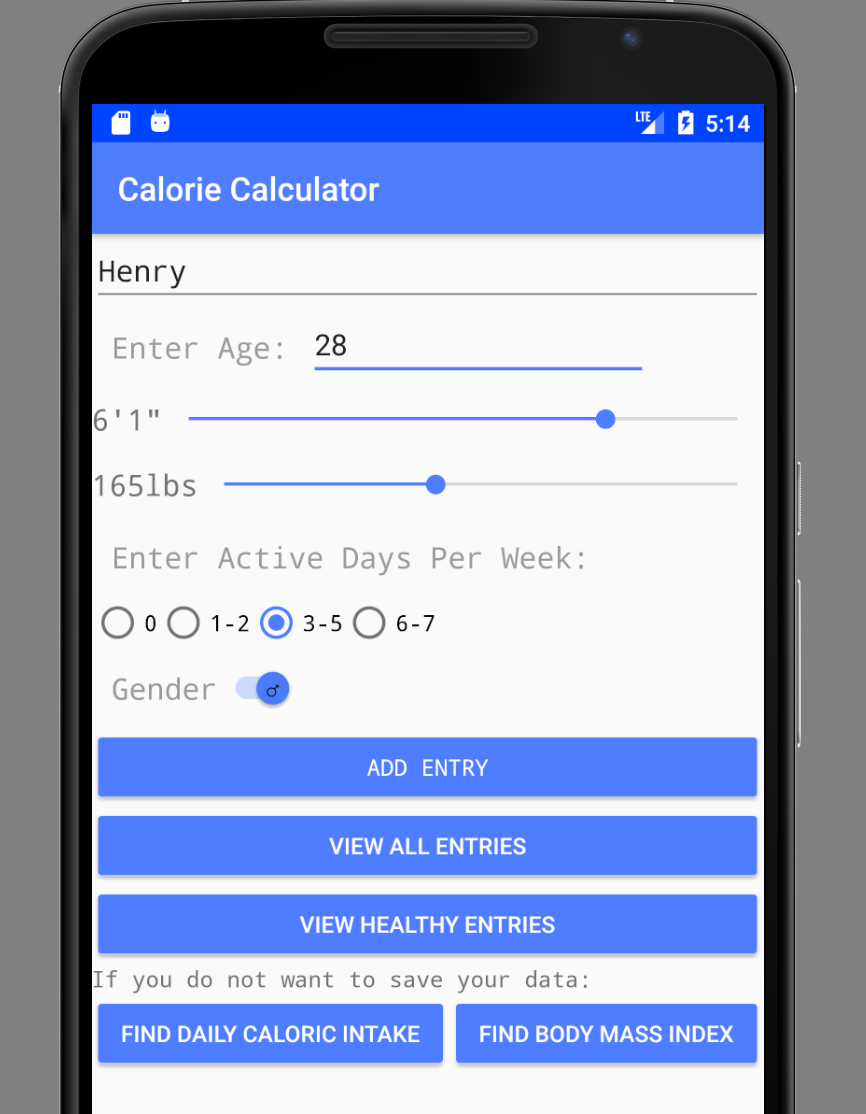 LTE 5:14
Calorie Calculator
Henry
Enter Age: 28
6'1"
165lbs
Enter Active Days Per Week:
0 1-2 3-5 6-7
Gender ♂
ADD ENTRY
VIEW ALL ENTRIES
VIEW HEALTHY ENTRIES
If you do not want to save your data:
FIND DAILY CALORIC INTAKE FIND BODY MASS INDEX